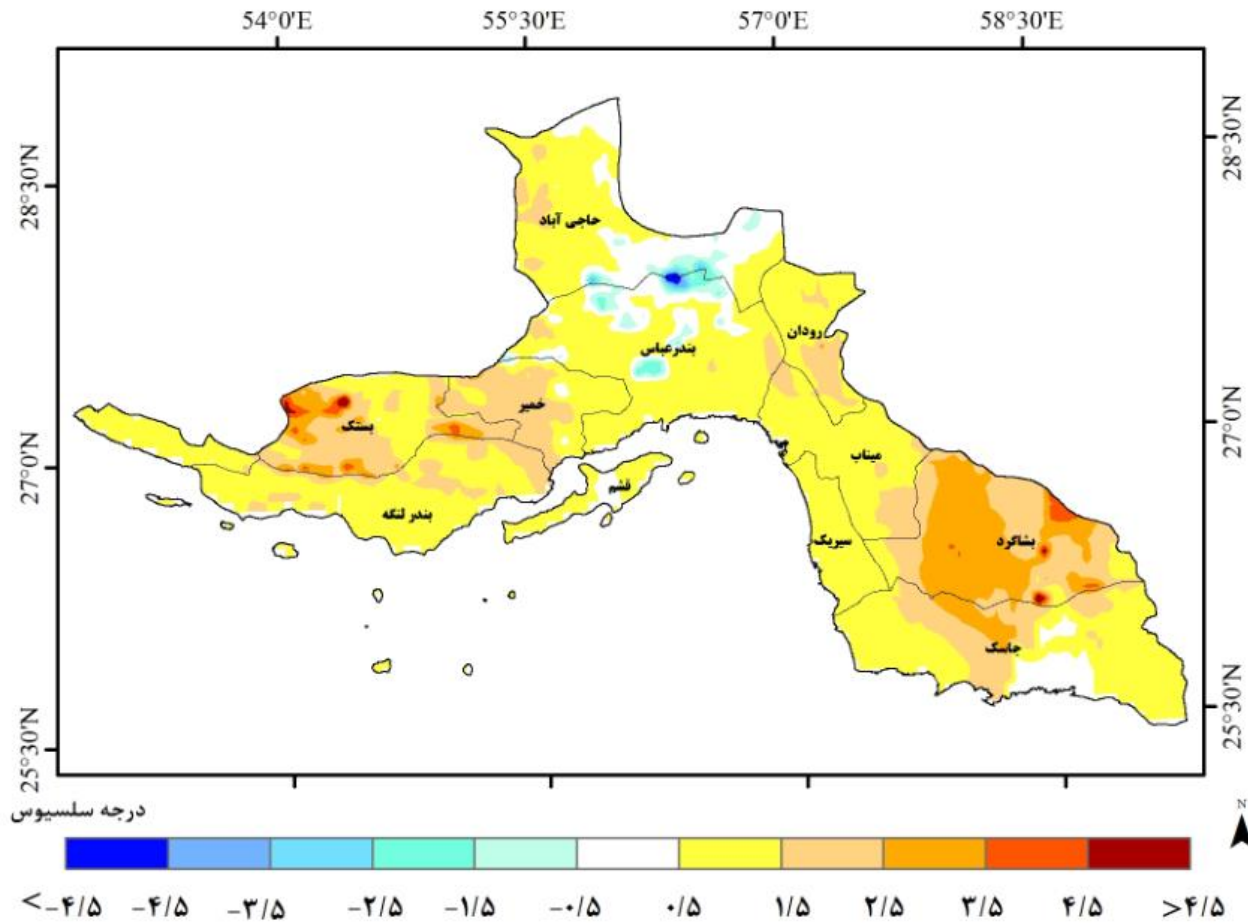 54°0'E 55°30'E 57°0'E 58°30'E
28°30'N 28°30'N
حاجی آباد
رودان
بندرعباس
خمیر
بستک
27°0'N 27°0'N
میناب
قشم
بندر لنگه
سیریک
بشاگرد
جاسک
25°30'N 25°30'N
درجه سلسیوس
N
<-۴/۵ -۴/۵ -۳/۵ -۲/۵ -۱/۵ -۰/۵ ۰/۵ ۱/۵ ۲/۵ ۳/۵ ۴/۵ >۴/۵